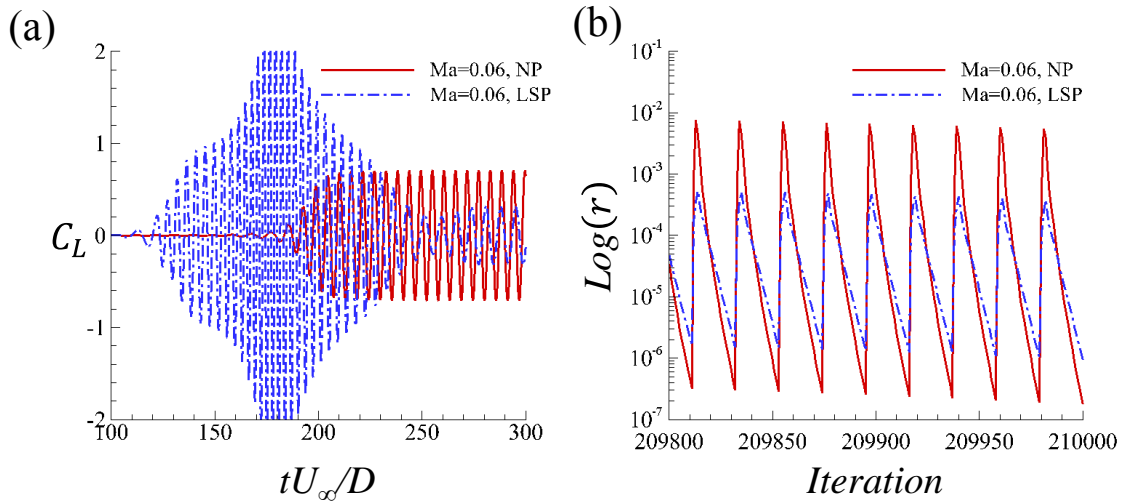 (a)
2
1
0
-1
-2
C_L
100
150
200
250
300
tU_∞/D
Ma=0.06, NP
Ma=0.06, LSP
(b)
10^-1
10^-2
10^-3
10^-4
10^-5
10^-6
10^-7
Log(r)
209800
209850
209900
209950
210000
Iteration
Ma=0.06, NP
Ma=0.06, LSP